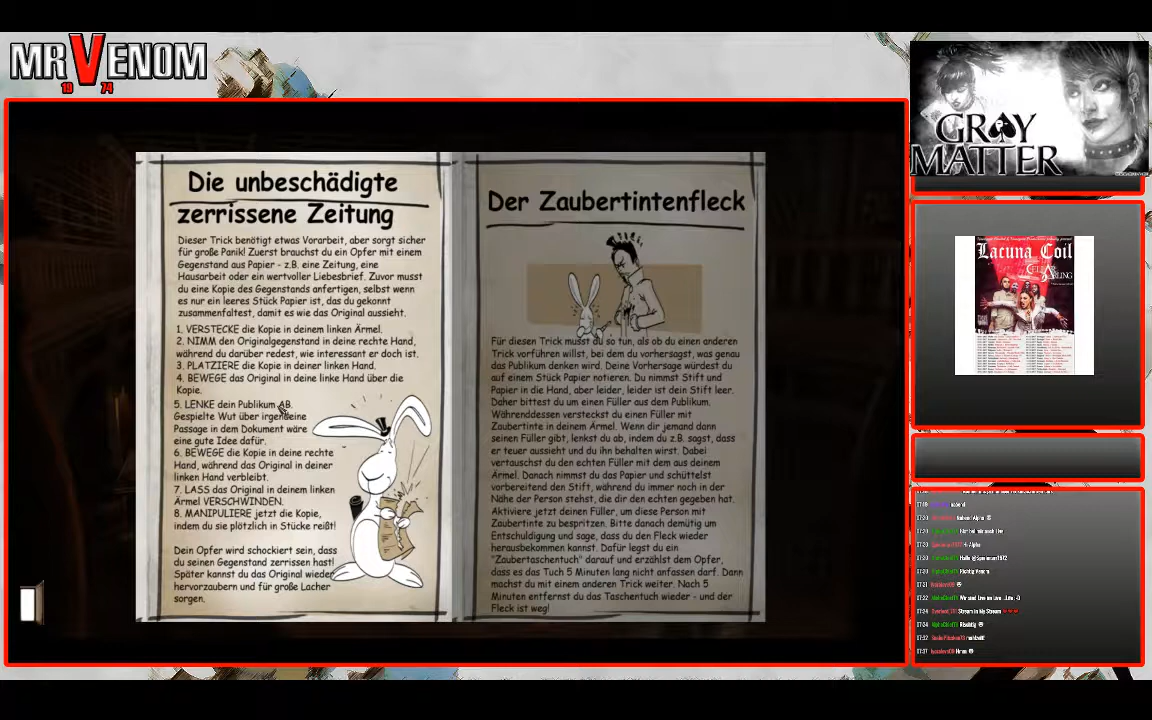 MRVENOM
19 74
GRAY
MATTER
Lacuna Coil
Die unbeschädigte
zerrissene Zeitung
Dieser Trick benötigt etwas Vorarbeit, aber sorgt sicher
für große Panik! Zuerst brauchst du ein Opfer mit einem
Gegenstand aus Papier - z.B. eine Zeitung, eine
Hausarbeit oder ein wertvoller Liebesbrief. Zuvor musst
du eine Kopie des Gegenstands anfertigen, selbst wenn
es nur ein leeres Stück Papier ist, das du gekonnt
zusammenfaltest, damit es wie das Original aussieht.
1. VERSTECKE die Kopie in deinem linken Ärmel.
2. NIMM den Originalgegenstand in deine rechte Hand,
während du darüber redest, wie interessant er doch ist.
3. PLATZIERE die Kopie in deiner linken Hand.
4. BEWEGE das Original in deine linke Hand über die
Kopie.
5. LENKE dein Publikum AB.
Gespielte Wut über irgendeine
Passage in dem Dokument wäre
eine gute Idee dafür.
6. BEWEGE die Kopie in deine rechte
Hand, während das Original in deiner
linken Hand verbleibt.
7. LASS das Original in deinem linken
Ärmel VERSCHWINDEN.
8. MANIPULIERE jetzt die Kopie,
indem du sie plötzlich in Stücke reißt!
Dein Opfer wird schockiert sein, dass
du seinen Gegenstand zerrissen hast!
Später kannst du das Original wieder
hervorzaubern und für große Lacher
sorgen.
Der Zaubertintenfleck
Für diesen Trick musst du so tun, als ob du einen anderen
Trick vorführen willst, bei dem du vorhersagst, was genau
das Publikum denken wird. Deine Vorhersage würdest du
auf einem Stück Papier notieren. Du nimmst Stift und
Papier in die Hand, aber leider, leider ist dein Stift leer.
Daher bittest du um einen Füller aus dem Publikum.
Währenddessen versteckst du einen Füller mit
Zaubertinte in deinem Ärmel. Wenn dir jemand dann
seinen Füller gibt, lenkst du ab, indem du z.B. sagst, dass
er teuer aussieht und du ihn behalten wirst. Dabei
vertauschst du den echten Füller mit dem aus deinem
Ärmel. Danach nimmst du das Papier und schüttelst
vorbereitend den Stift, während du immer noch in der
Nähe der Person stehst, die dir den echten gegeben hat.
Aktiviere jetzt deinen Füller, um diese Person mit
Zaubertinte zu bespritzen. Bitte danach demütig um
Entschuldigung und sage, dass du den Fleck wieder
herausbekommen kannst. Dafür legst du ein
"Zaubertaschentuch" darauf und erzählst dem Opfer,
dass es das Tuch 5 Minuten lang nicht anfassen darf. Dann
machst du mit einem anderen Trick weiter. Nach 5
Minuten entfernst du das Taschentuch wieder - und der
Fleck ist weg!